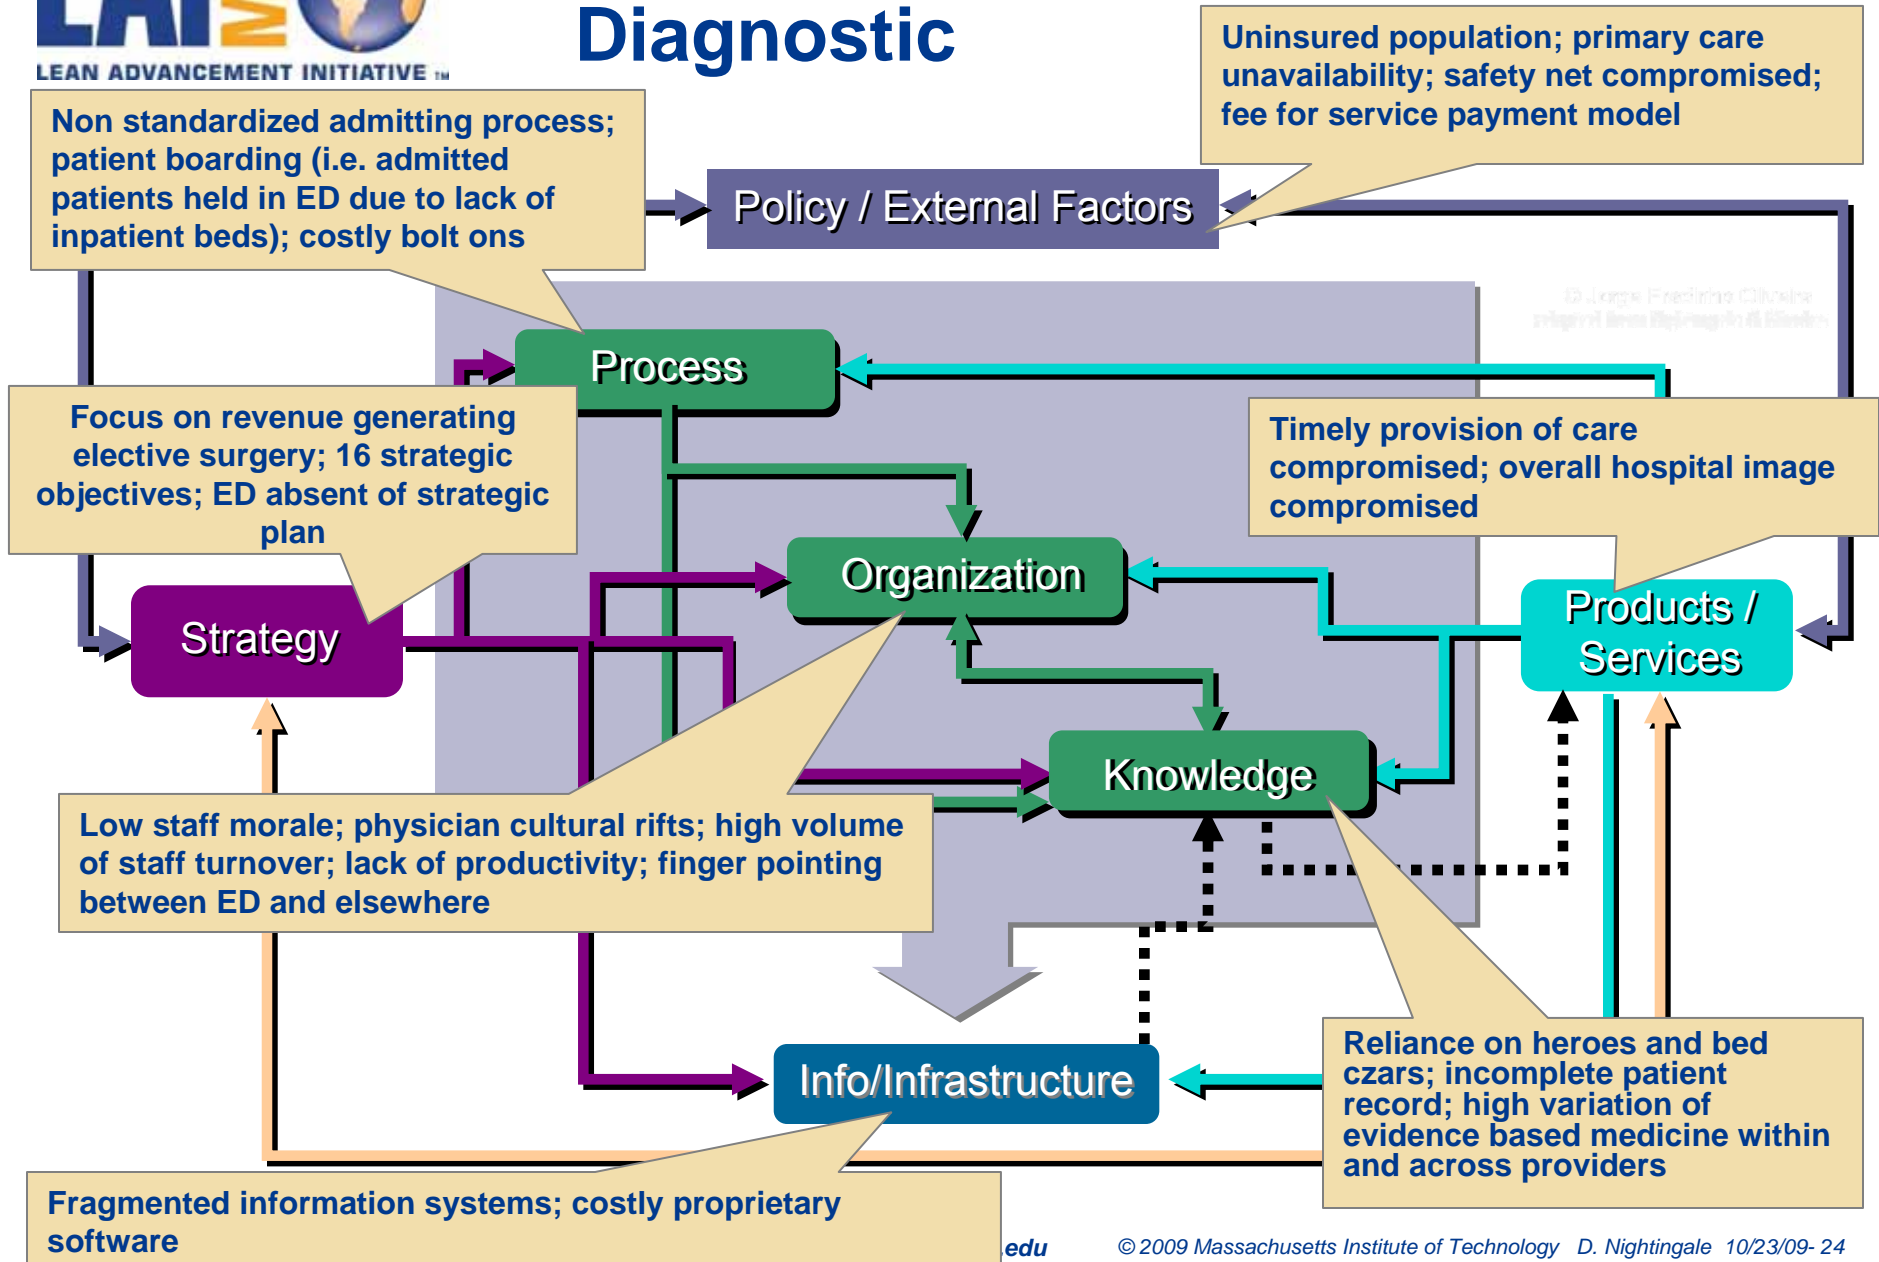 LAI
LEAN ADVANCEMENT INITIATIVE ™
Diagnostic
Uninsured population; primary care
unavailability; safety net compromised;
fee for service payment model
Non standardized admitting process;
patient boarding (i.e. admitted
patients held in ED due to lack of
inpatient beds); costly bolt ons
Policy / External Factors
Process
Focus on revenue generating
elective surgery; 16 strategic
objectives; ED absent of strategic
plan
Timely provision of care
compromised; overall hospital image
compromised
Organization
Strategy
Products /
Services
Knowledge
Low staff morale; physician cultural rifts; high volume
of staff turnover; lack of productivity; finger pointing
between ED and elsewhere
Info/Infrastructure
Reliance on heroes and bed
czars; incomplete patient
record; high variation of
evidence based medicine within
and across providers
Fragmented information systems; costly proprietary
software
.edu
© 2009 Massachusetts Institute of Technology D. Nightingale 10/23/09- 24